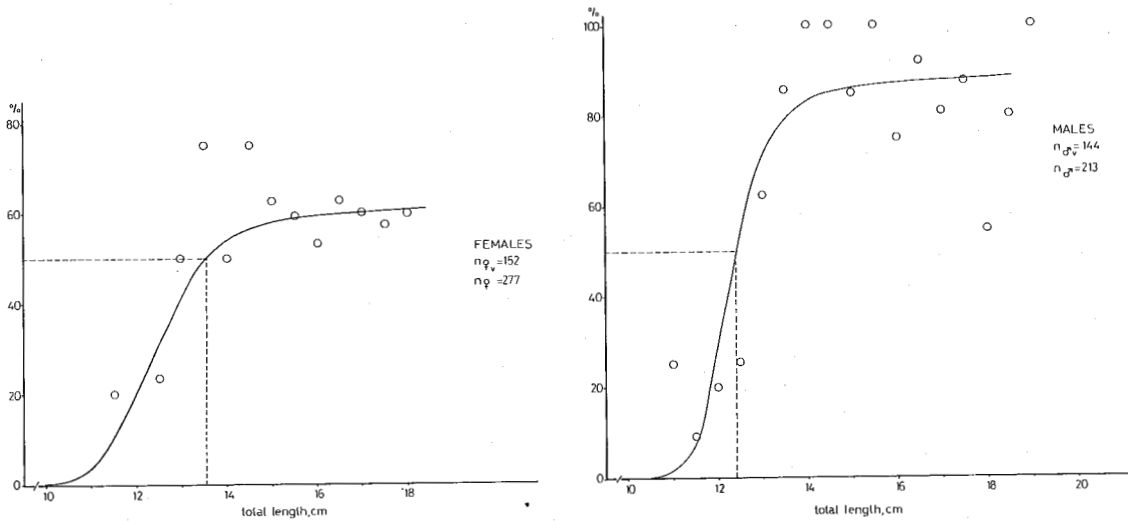 %
80
60
40
20
0
10 12 14 16 18
total length,cm
FEMALES
n♀v=152
n♀=277
%
100
80
60
40
20
0
10 12 14 16 18 20
total length,cm
MALES
n♂v=144
n♂=213